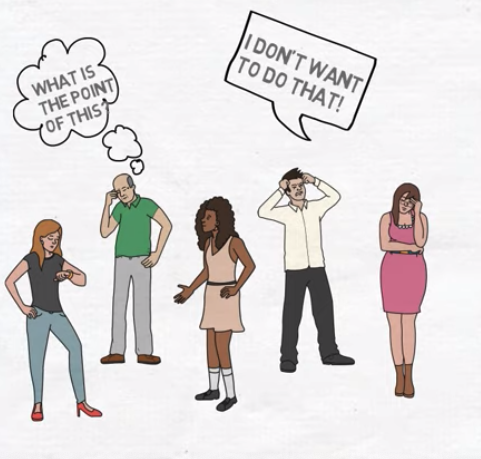 WHAT IS
THE POINT
OF THIS?
I DON'T WANT
TO DO THAT!